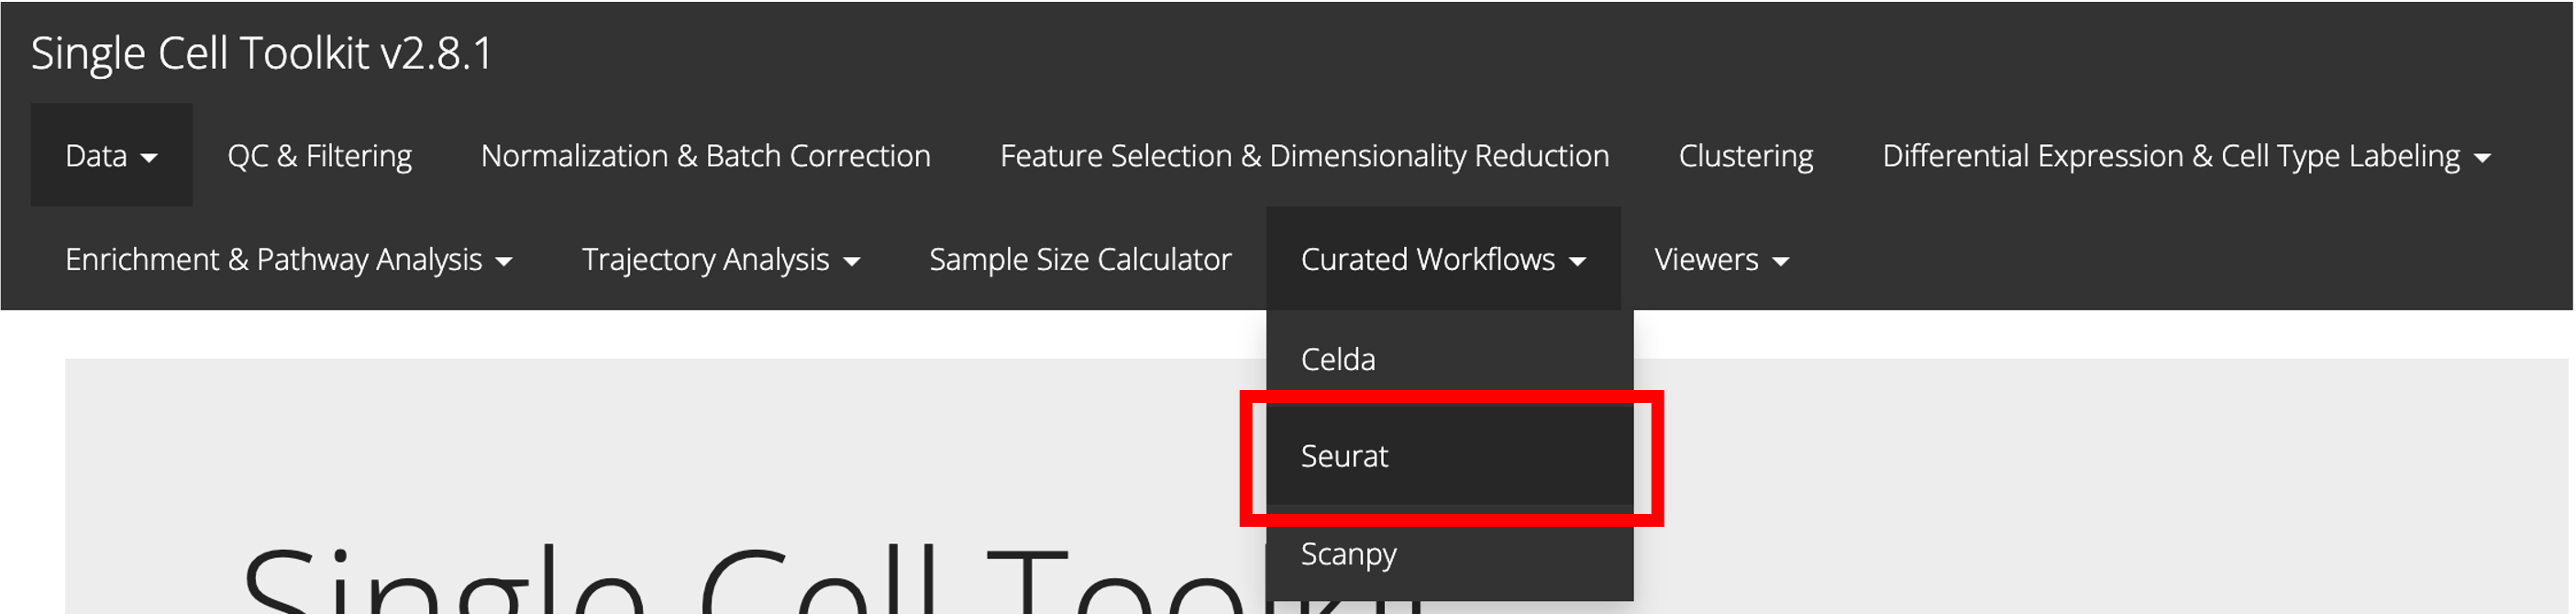 Single Cell Toolkit v2.8.1
Data QC & Filtering Normalization & Batch Correction Feature Selection & Dimensionality Reduction Clustering Differential Expression & Cell Type Labeling
Enrichment & Pathway Analysis Trajectory Analysis Sample Size Calculator Curated Workflows Viewers
Celda
Seurat
Scanpy
Single Cell Toolkit